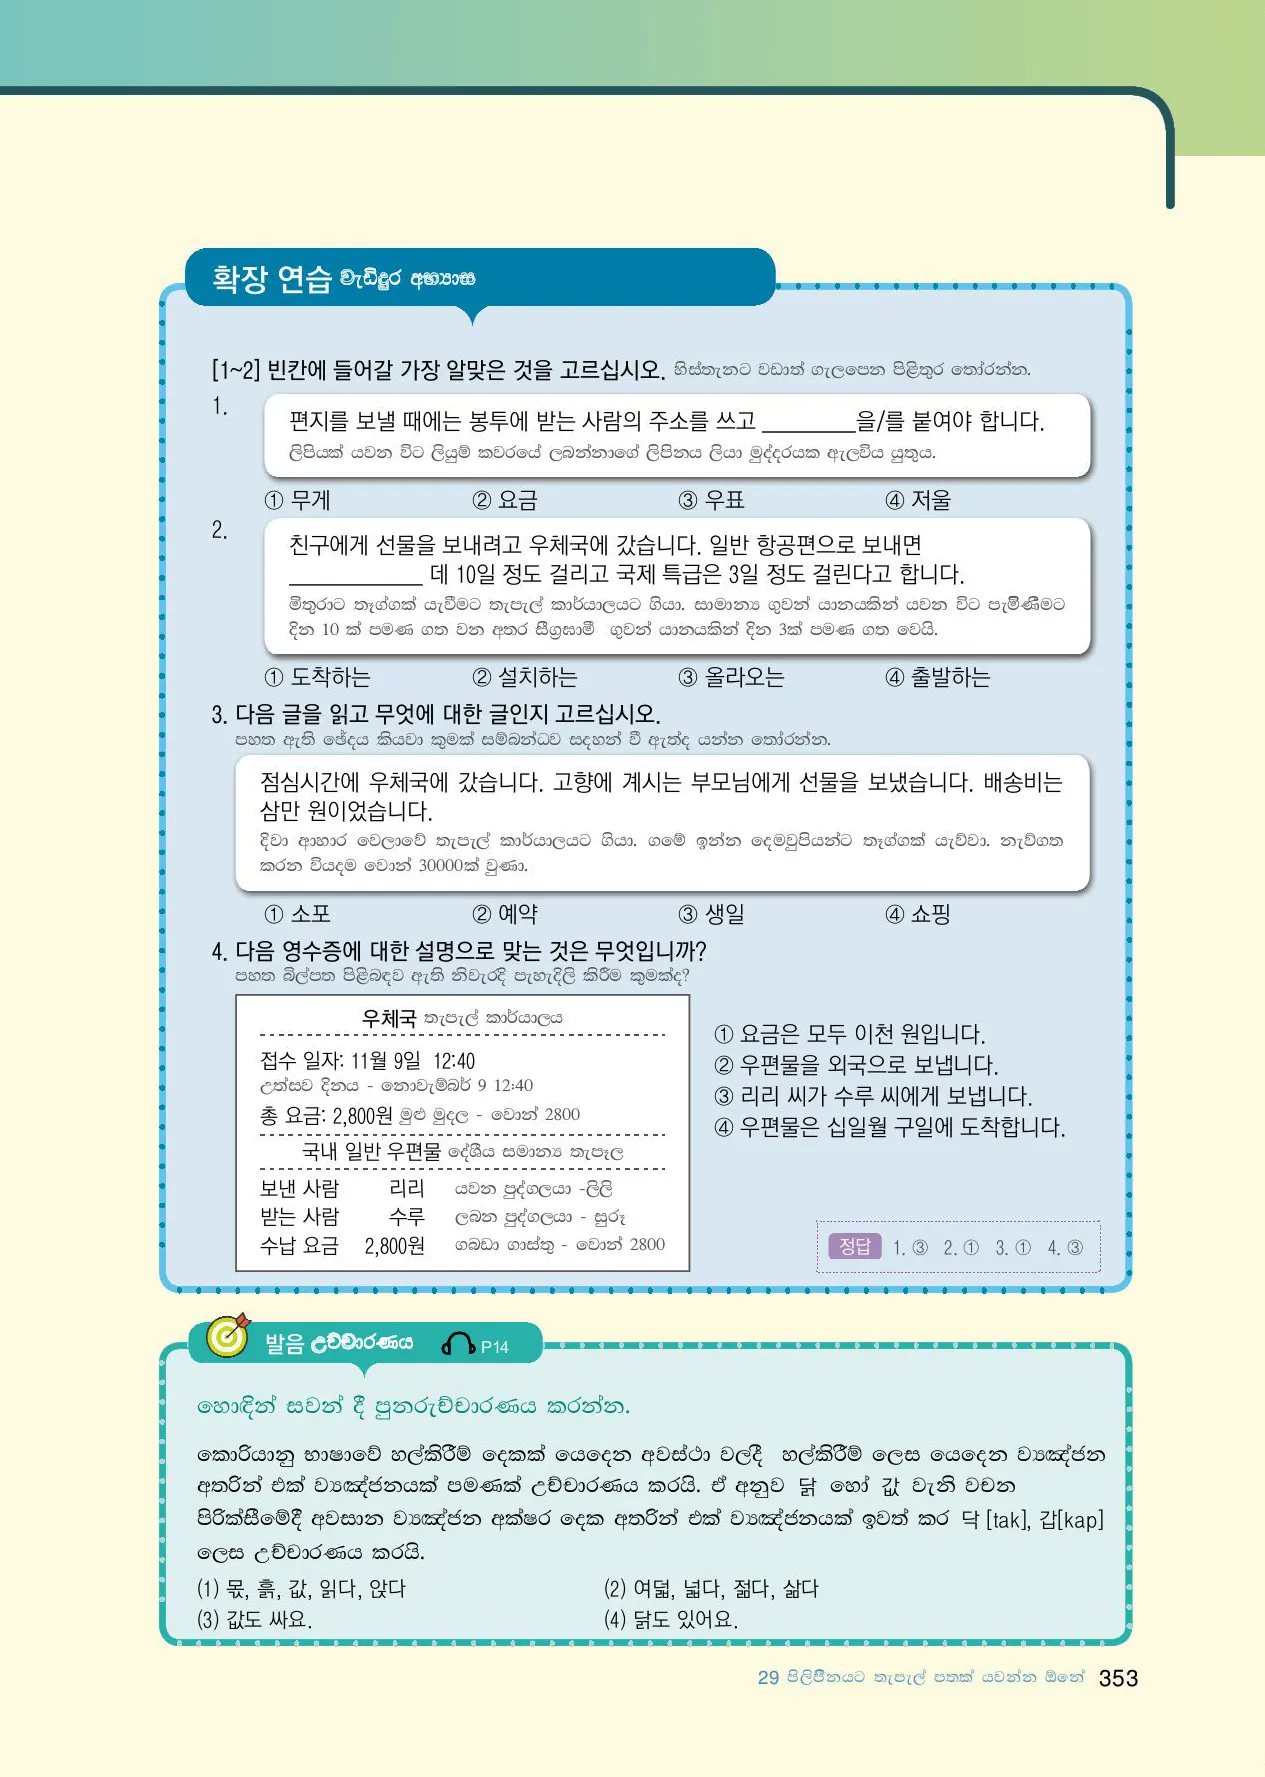 확장 연습 වැඩිදුර අභ්‍යාස
[1~2] 빈칸에 들어갈 가장 알맞은 것을 고르십시오. හිස්තැනට වඩාත් ගැලපෙන පිළිතුර තෝරන්න.
1.
편지를 보낼 때에는 봉투에 받는 사람의 주소를 쓰고 _________을/를 붙여야 합니다.
ලිපියක් යවන විට ලියුම් කවරයේ ලබන්නාගේ ලිපිනය ලියා මුද්දරයක ඇලවිය යුතුය.
① 무게 ② 요금 ③ 우표 ④ 저울
2.
친구에게 선물을 보내려고 우체국에 갔습니다. 일반 항공편으로 보내면
_____________ 데 10일 정도 걸리고 국제 특급은 3일 정도 걸린다고 합니다.
මිතුරාට තෑග්ගක් යැවීමට තැපැල් කාර්යාලයට ගියා. සාමාන්‍ය ගුවන් යානයකින් යවන විට පැමිණීමට
දින 10 ක් පමණ ගත වන අතර සීග්‍රඝාමී ගුවන් යානයකින් දින 3ක් පමණ ගත වෙයි.
① 도착하는 ② 설치하는 ③ 올라오는 ④ 출발하는
3. 다음 글을 읽고 무엇에 대한 글인지 고르십시오.
පහත ඇති ඡේදය කියවා කුමක් සම්බන්ධව සදහන් වී ඇත්ද යන්න තෝරන්න.
점심시간에 우체국에 갔습니다. 고향에 계시는 부모님에게 선물을 보냈습니다. 배송비는
삼만 원이었습니다.
දිවා ආහාර වෙලාවේ තැපැල් කාර්යාලයට ගියා. ගමේ ඉන්න දෙමවුපියන්ට තෑග්ගක් යැව්වා. නැව්ගත
කරන වියදම වොන් 30000ක් වුණා.
① 소포 ② 예약 ③ 생일 ④ 쇼핑
4. 다음 영수증에 대한 설명으로 맞는 것은 무엇입니까?
පහත බිල්පත පිළිබඳව ඇති නිවැරදි පැහැදිලි කිරීම කුමක්ද?
우체국 තැපැල් කාර්යාලය
접수 일자: 11월 9일 12:40
උත්සව දිනය - නොවැම්බර් 9 12:40
총 요금: 2,800원 මුළු මුදල - වොන් 2800
국내 일반 우편물 දේශීය සමාන්‍ය තැපෑල
보낸 사람 리리 යවන පුද්ගලයා -ලිලි
받는 사람 수루 ලබන පුද්ගලයා - සුරූ
수납 요금 2,800원 ගබඩා ගාස්තු - වොන් 2800
① 요금은 모두 이천 원입니다.
② 우편물을 외국으로 보냅니다.
③ 리리 씨가 수루 씨에게 보냅니다.
④ 우편물은 십일월 구일에 도착합니다.
정답 1. ③ 2. ① 3. ① 4. ③
발음 උච්චාරණය P14
හොඳින් සවන් දී පුනරුච්චාරණය කරන්න.
කොරියානු භාෂාවේ හල්කිරීම් දෙකක් යෙදෙන අවස්ථා වලදී හල්කිරීම් ලෙස යෙදෙන ව්‍යඤ්ජන
අතරින් එක් ව්‍යඤ්ජනයක් පමණක් උච්චාරණය කරයි. ඒ අනුව 닭 හෝ 값 වැනි වචන
පිරික්සීමේදී අවසාන ව්‍යඤ්ජන අක්ෂර දෙක අතරින් එක් ව්‍යඤ්ජනයක් ඉවත් කර 닥 [tak], 갑[kap]
ලෙස උච්චාරණය කරයි.
(1) 몫, 흙, 값, 읽다, 앉다 (2) 여덟, 넓다, 젊다, 삶다
(3) 값도 싸요. (4) 닭도 있어요.
29 පිලිපීනයට තැපැල් පතක් යවන්න ඕනේ 353